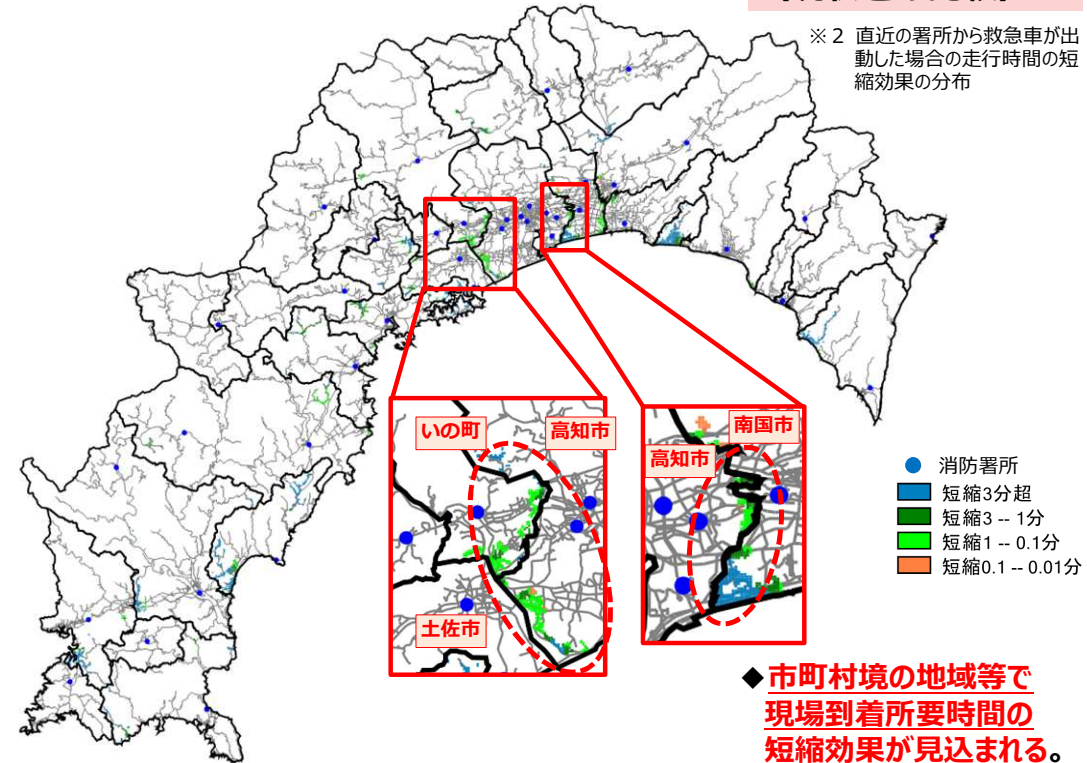 ※2 直近の署所から救急車が出
動した場合の走行時間の短
縮効果の分布
いの町
高知市
土佐市
南国市
高知市
消防署所
短縮3分超
短縮3 -- 1分
短縮1 -- 0.1分
短縮0.1 -- 0.01分
◆市町村境の地域等で
現場到着所要時間の
短縮効果が見込まれる。